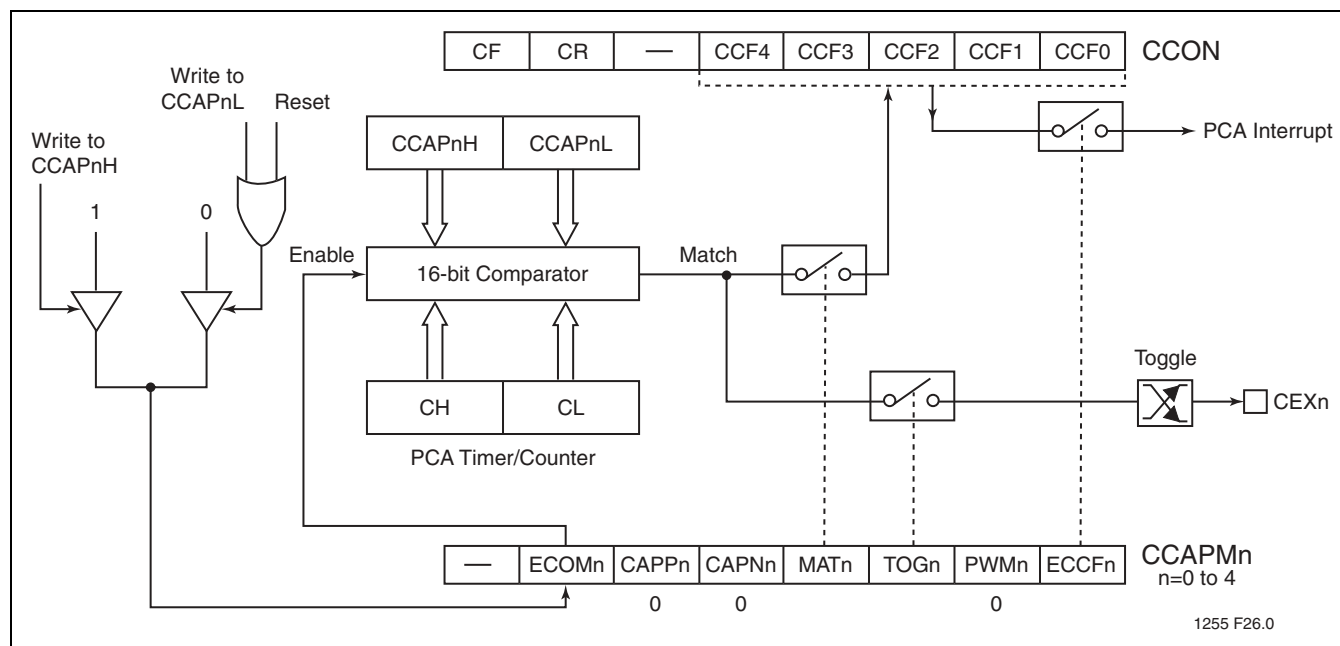 CF CR — CCF4 CCF3 CCF2 CCF1 CCF0 CCON
Write to
CCAPnL
Reset
Write to
CCAPnH
1
0
CCAPnH CCAPnL
PCA Interrupt
Enable
16-bit Comparator
Match
CH CL
PCA Timer/Counter
Toggle
CEXn
— ECOMn CAPPn CAPNn MATn TOGn PWMn ECCFn CCAPMn
n=0 to 4
0 0 0
1255 F26.0